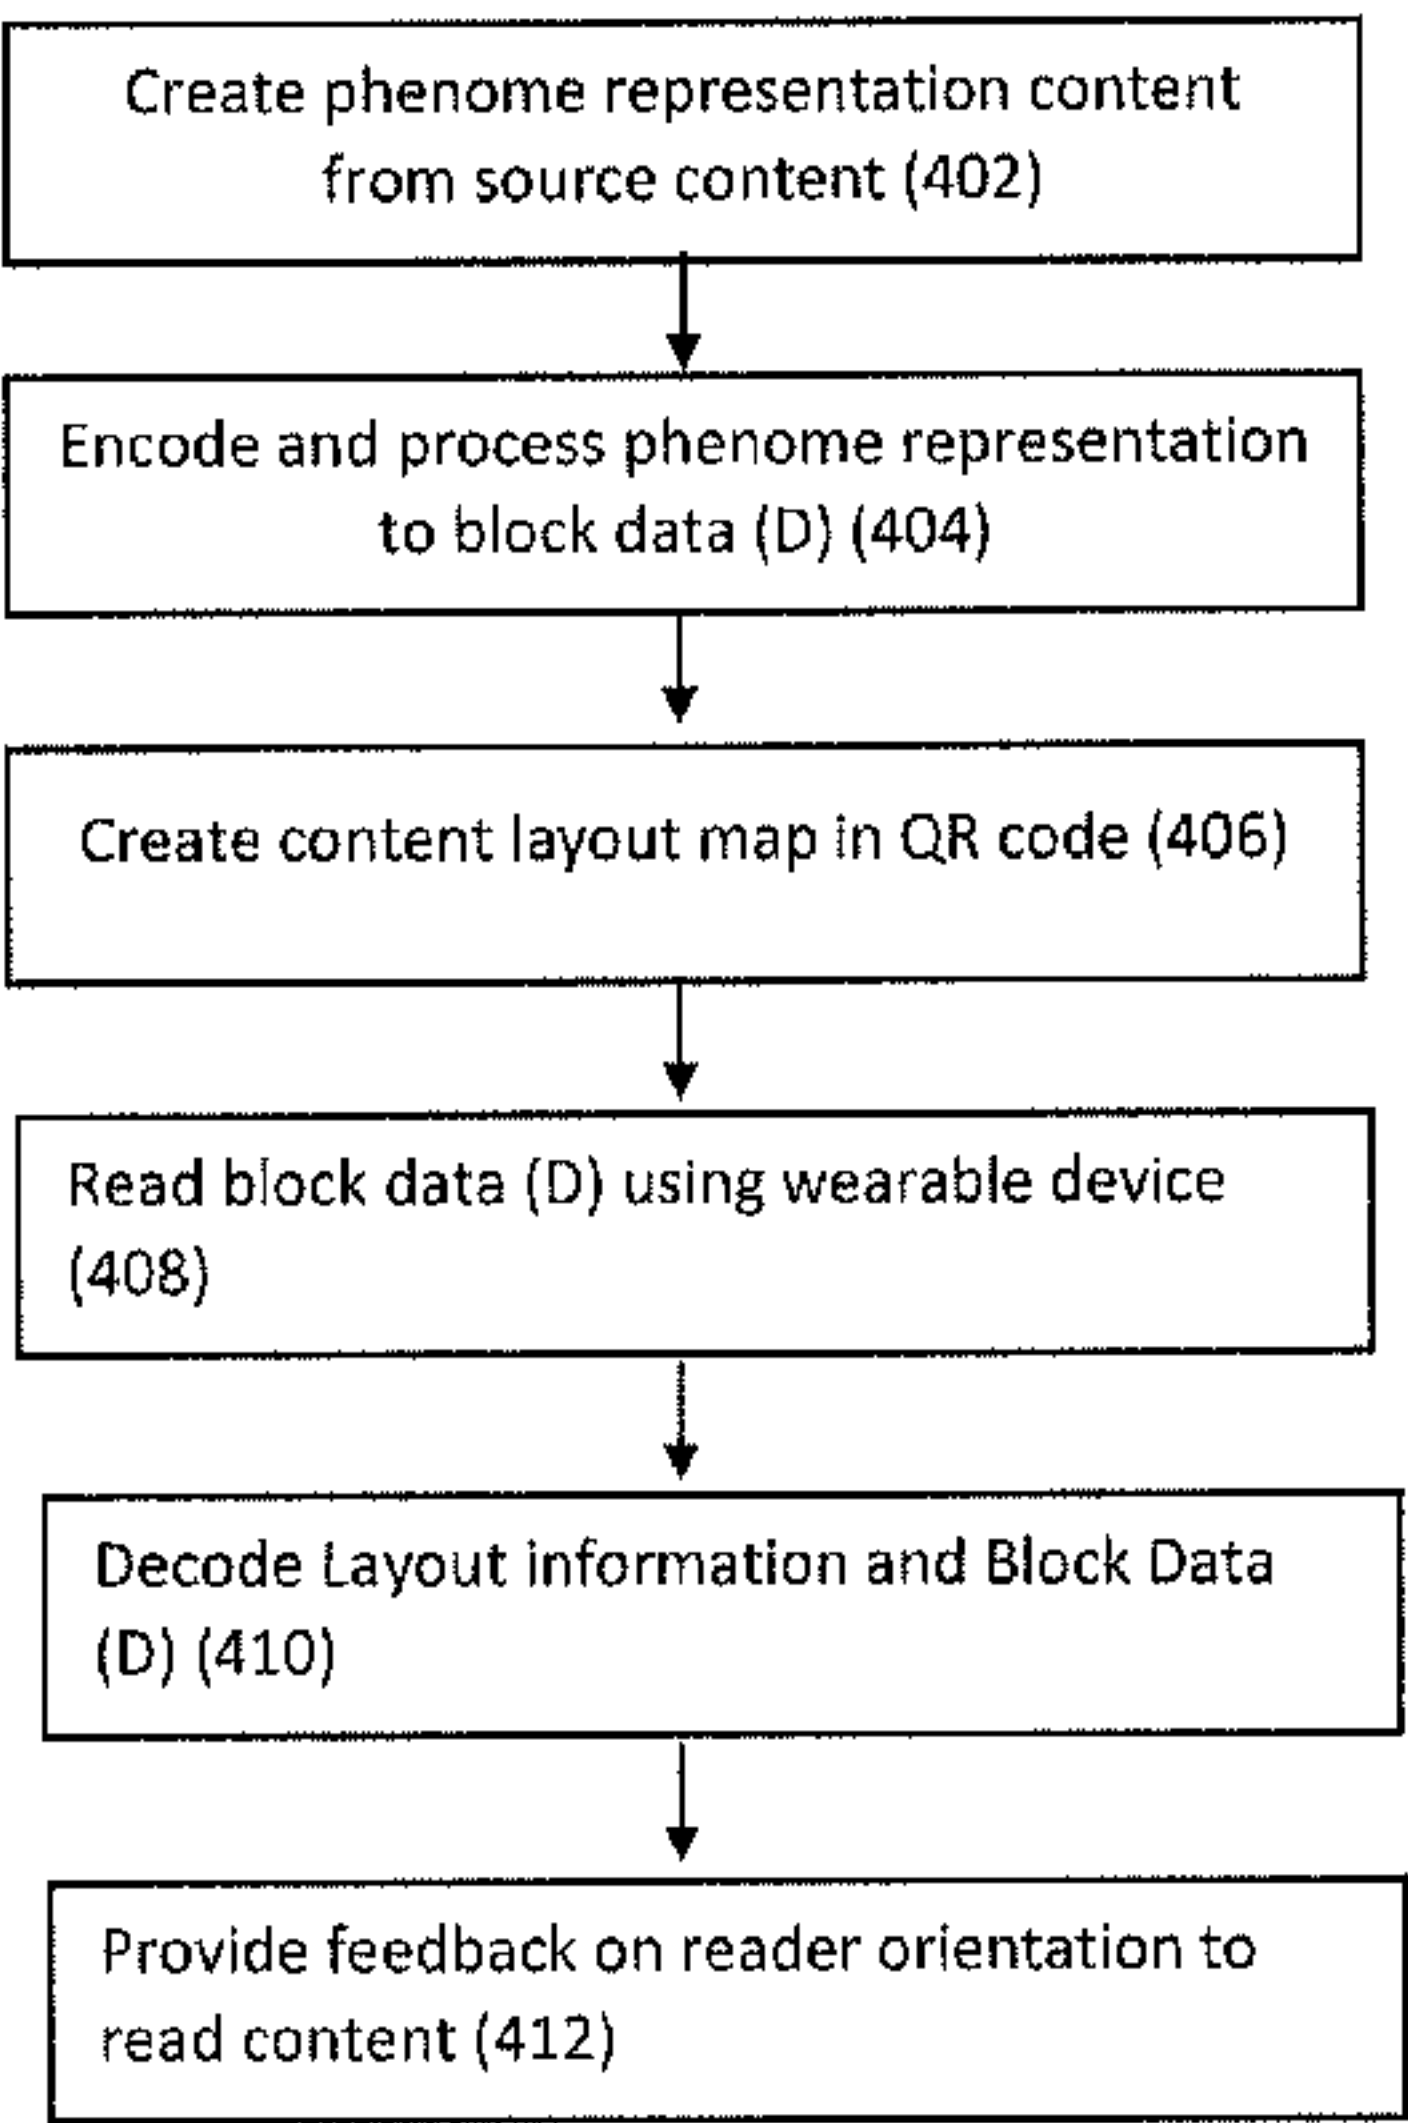 Create phenome representation content
from source content (402)
Encode and process phenome representation
to block data (D) (404)
Create content layout map in QR code (406)
Read block data (D) using wearable device
(408)
Decode Layout information and Block Data
(D) (410)
Provide feedback on reader orientation to
read content (412)